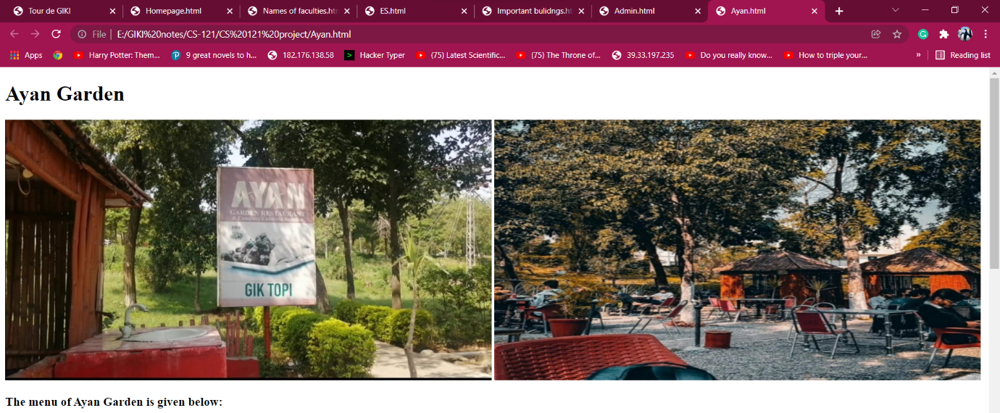 Tour de GIKI
Homepage.html
Names of faculties.ht
ES.html
Important bulidngs.ht
Admin.html
Ayan.html
File | E:/GIKI%20notes/CS-121/CS%20121%20project/Ayan.html
Apps
Harry Potter: Them...
9 great novels to h...
182.176.138.58
Hacker Typer
(75) Latest Scientific...
(75) The Throne of...
39.33.197.235
Do you really know...
How to triple your...
»
Reading list
Ayan Garden
AYAN
GARDEN RESTAURANT
GIK TOPI
The menu of Ayan Garden is given below: